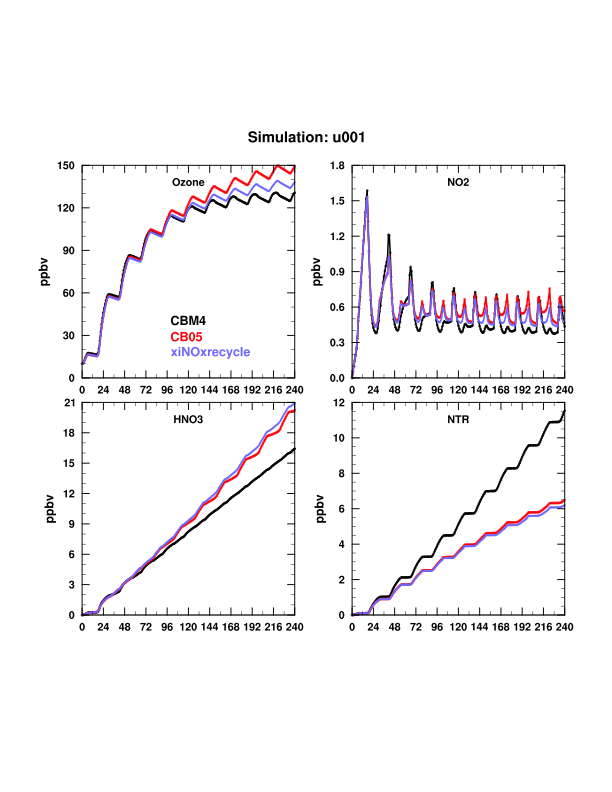 Simulation: u001
150
120
90
60
30
0
ppbv
Ozone
CBM4
CB05
xiNOxrecycle
0 24 48 72 96 120 144 168 192 216 240
1.8
1.5
1.2
0.9
0.6
0.3
0.0
ppbv
NO2
0 24 48 72 96 120 144 168 192 216 240
21
18
15
12
9
6
3
0
ppbv
HNO3
0 24 48 72 96 120 144 168 192 216 240
12
10
8
6
4
2
0
ppbv
NTR
0 24 48 72 96 120 144 168 192 216 240